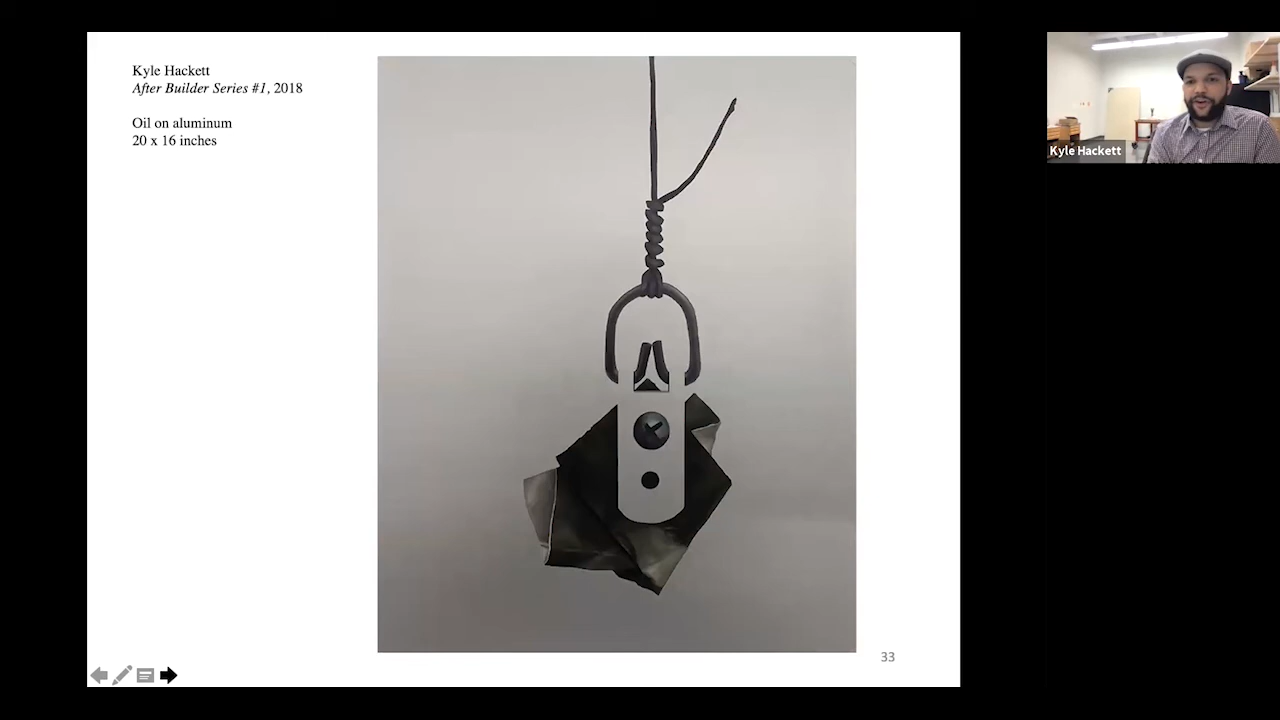 Kyle Hackett
After Builder Series #1, 2018
Oil on aluminum
20 x 16 inches
Kyle Hackett
33